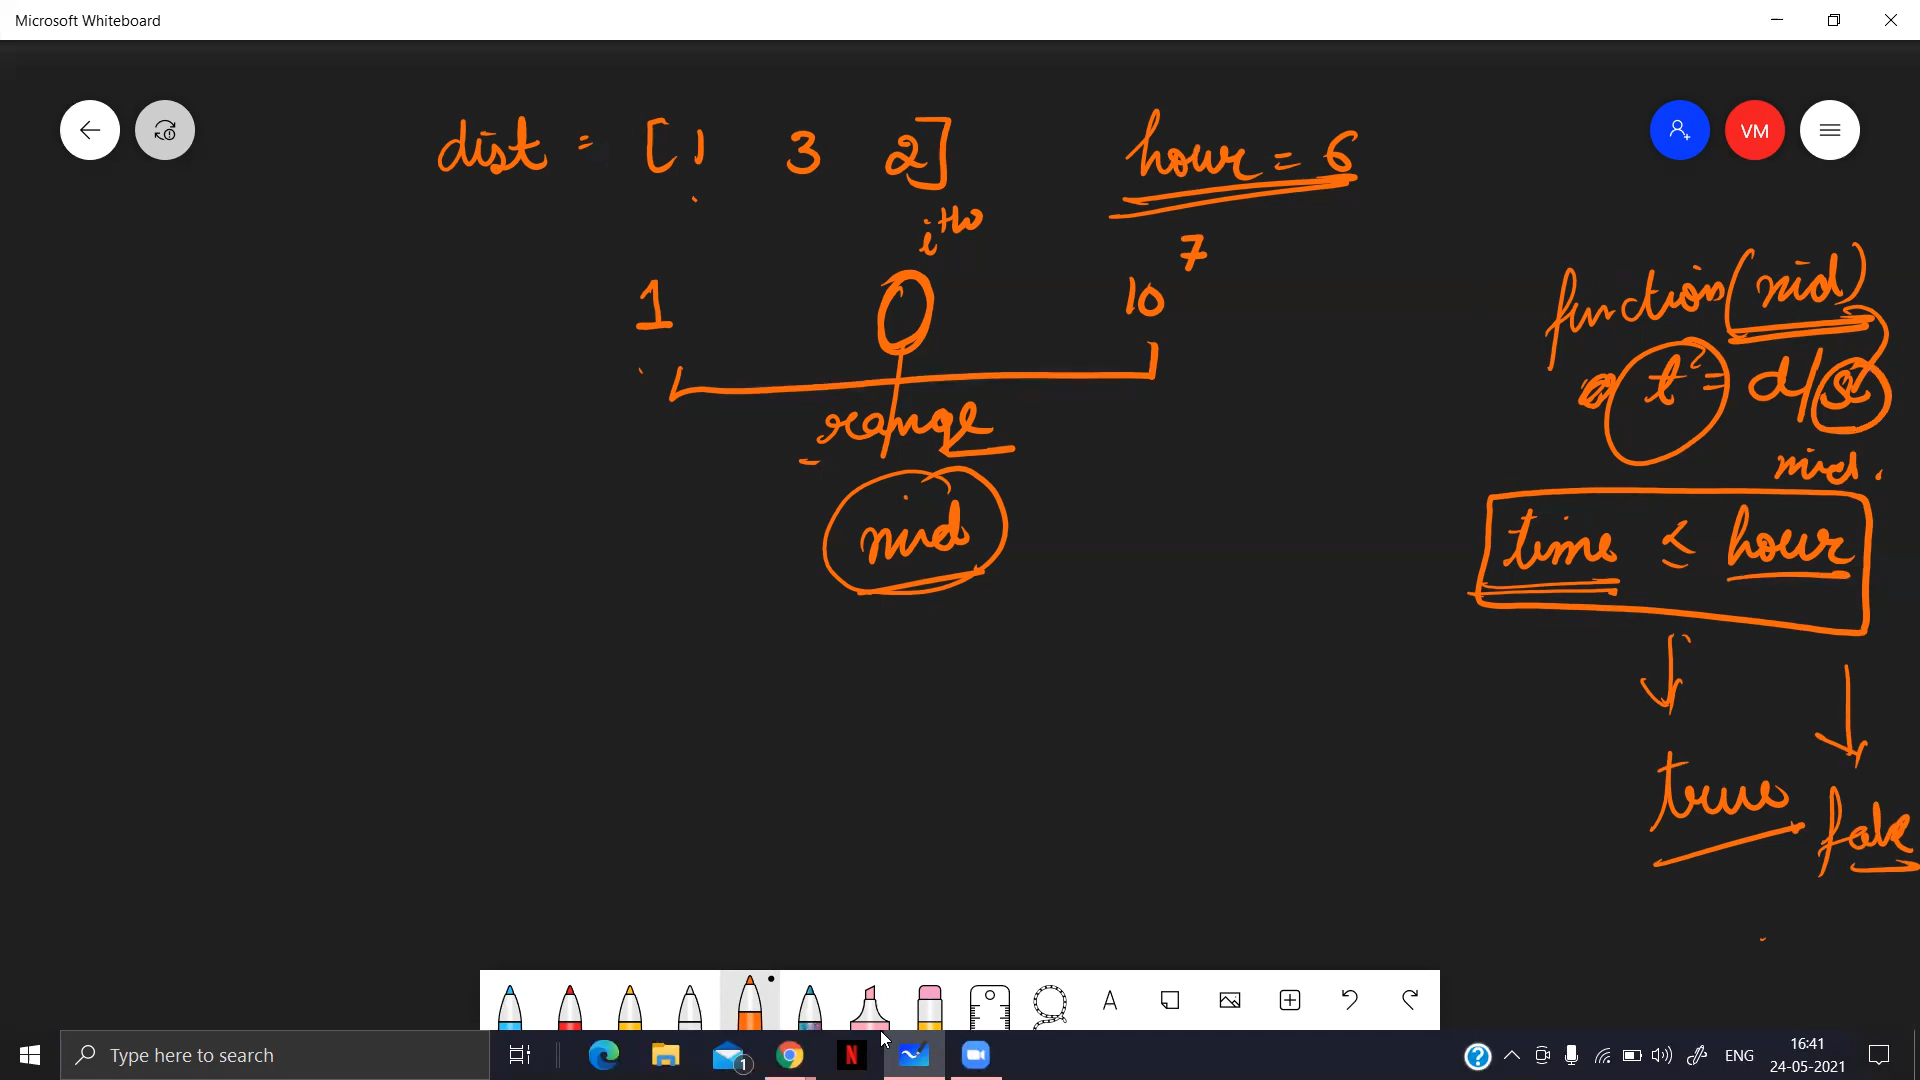 Microsoft Whiteboard
dist = [1 3 2]
hour = 6
VM
ith
7
1
10
range
mid
function(mid)
t = d/s
mid.
time ≤ hour
true
false
A
Type here to search
1
N
ENG
16:41
24-05-2021